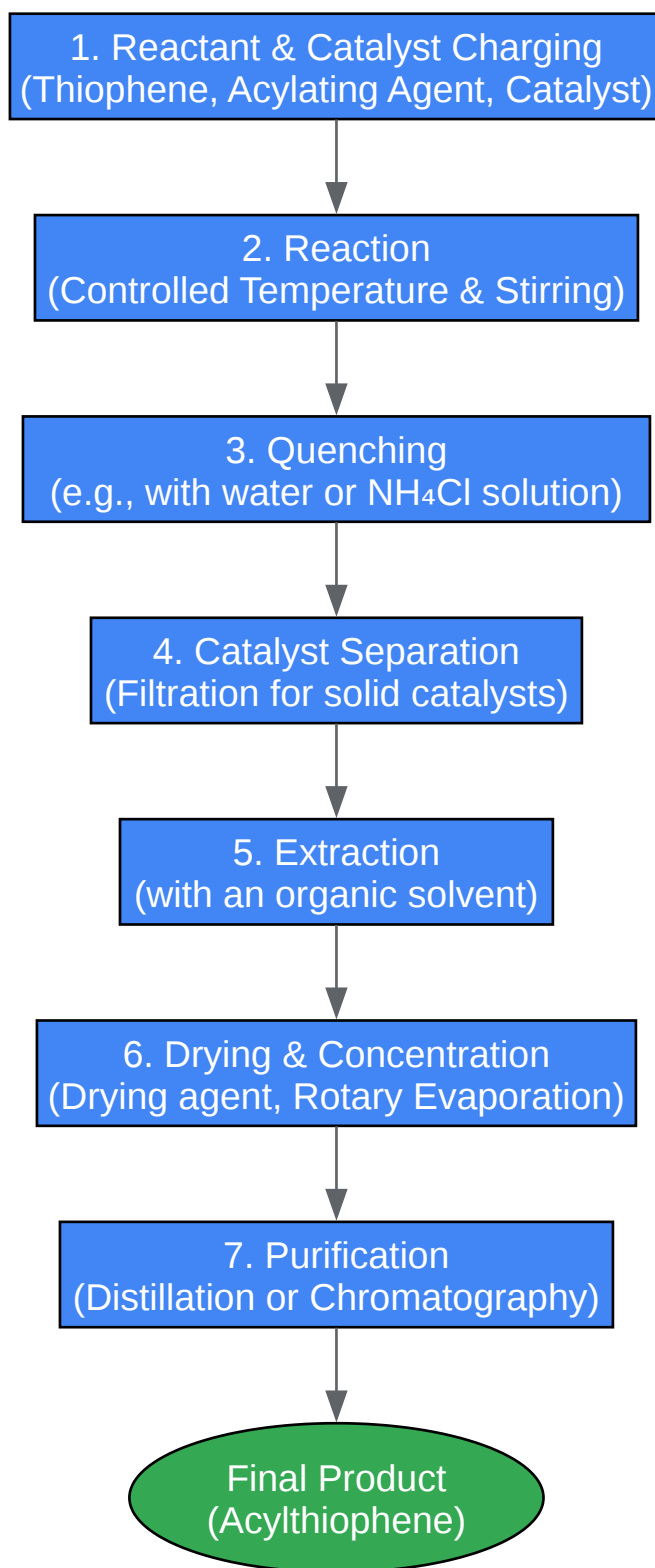 1. Reactant & Catalyst Charging
(Thiophene, Acylating Agent, Catalyst)
2. Reaction
(Controlled Temperature & Stirring)
3. Quenching
(e.g., with water or NH₄Cl solution)
4. Catalyst Separation
(Filtration for solid catalysts)
5. Extraction
(with an organic solvent)
6. Drying & Concentration
(Drying agent, Rotary Evaporation)
7. Purification
(Distillation or Chromatography)
Final Product
(Acylthiophene)